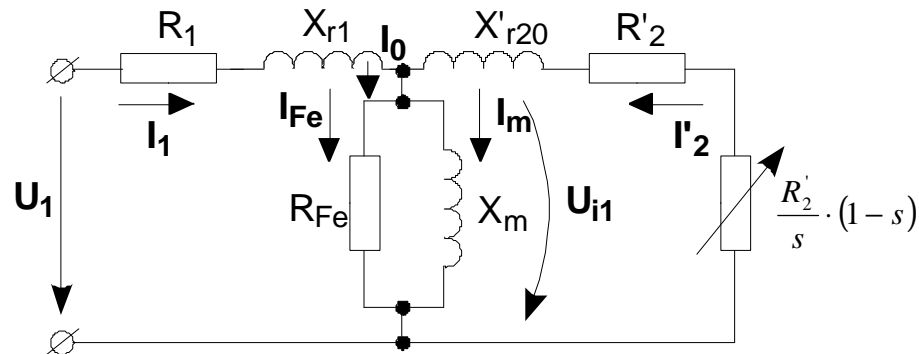 R1
Xr1
I0
X'r20
R'2
I1
IFe
Im
I'2
U1
RFe
Xm
Ui1
R'2/s · (1 − s)